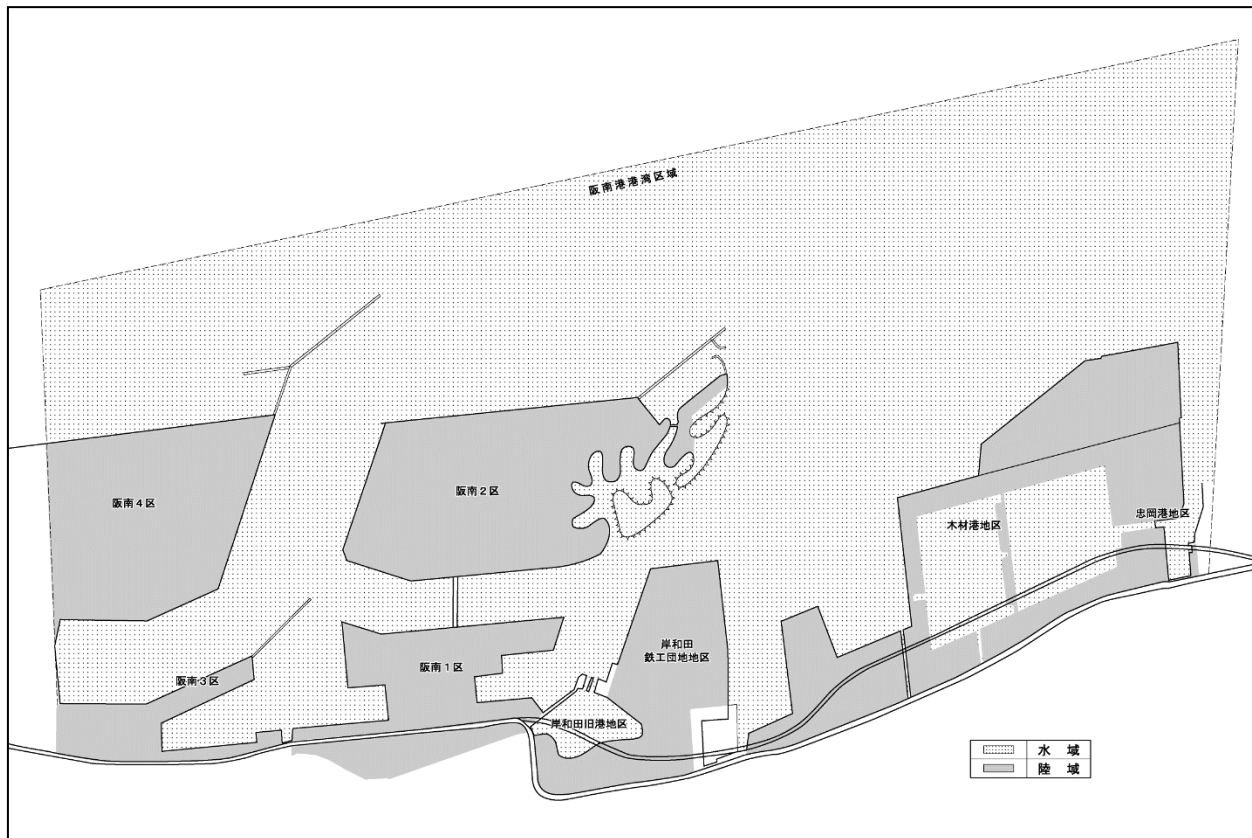 阪南港港湾区域
阪南4区
阪南2区
木材港地区
忠岡港地区
岸和田
鉄工団地地区
阪南1区
阪南3区
岸和田旧港地区
水 域
陸 域